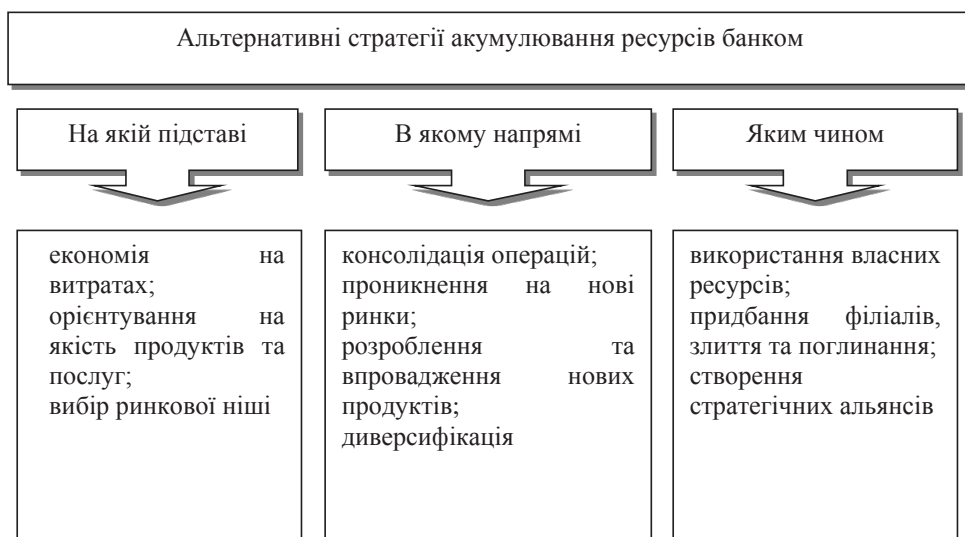 Альтернативні стратегії акумулювання ресурсів банком
На якій підставі
В якому напрямі
Яким чином
економія на
витратах;
орієнтування на
якість продуктів та
послуг;
вибір ринкової ніші
консолідація операцій;
проникнення на нові
ринки;
розроблення та
впровадження нових
продуктів;
диверсифікація
використання власних
ресурсів;
придбання філіалів,
злиття та поглинання;
створення
стратегічних альянсів